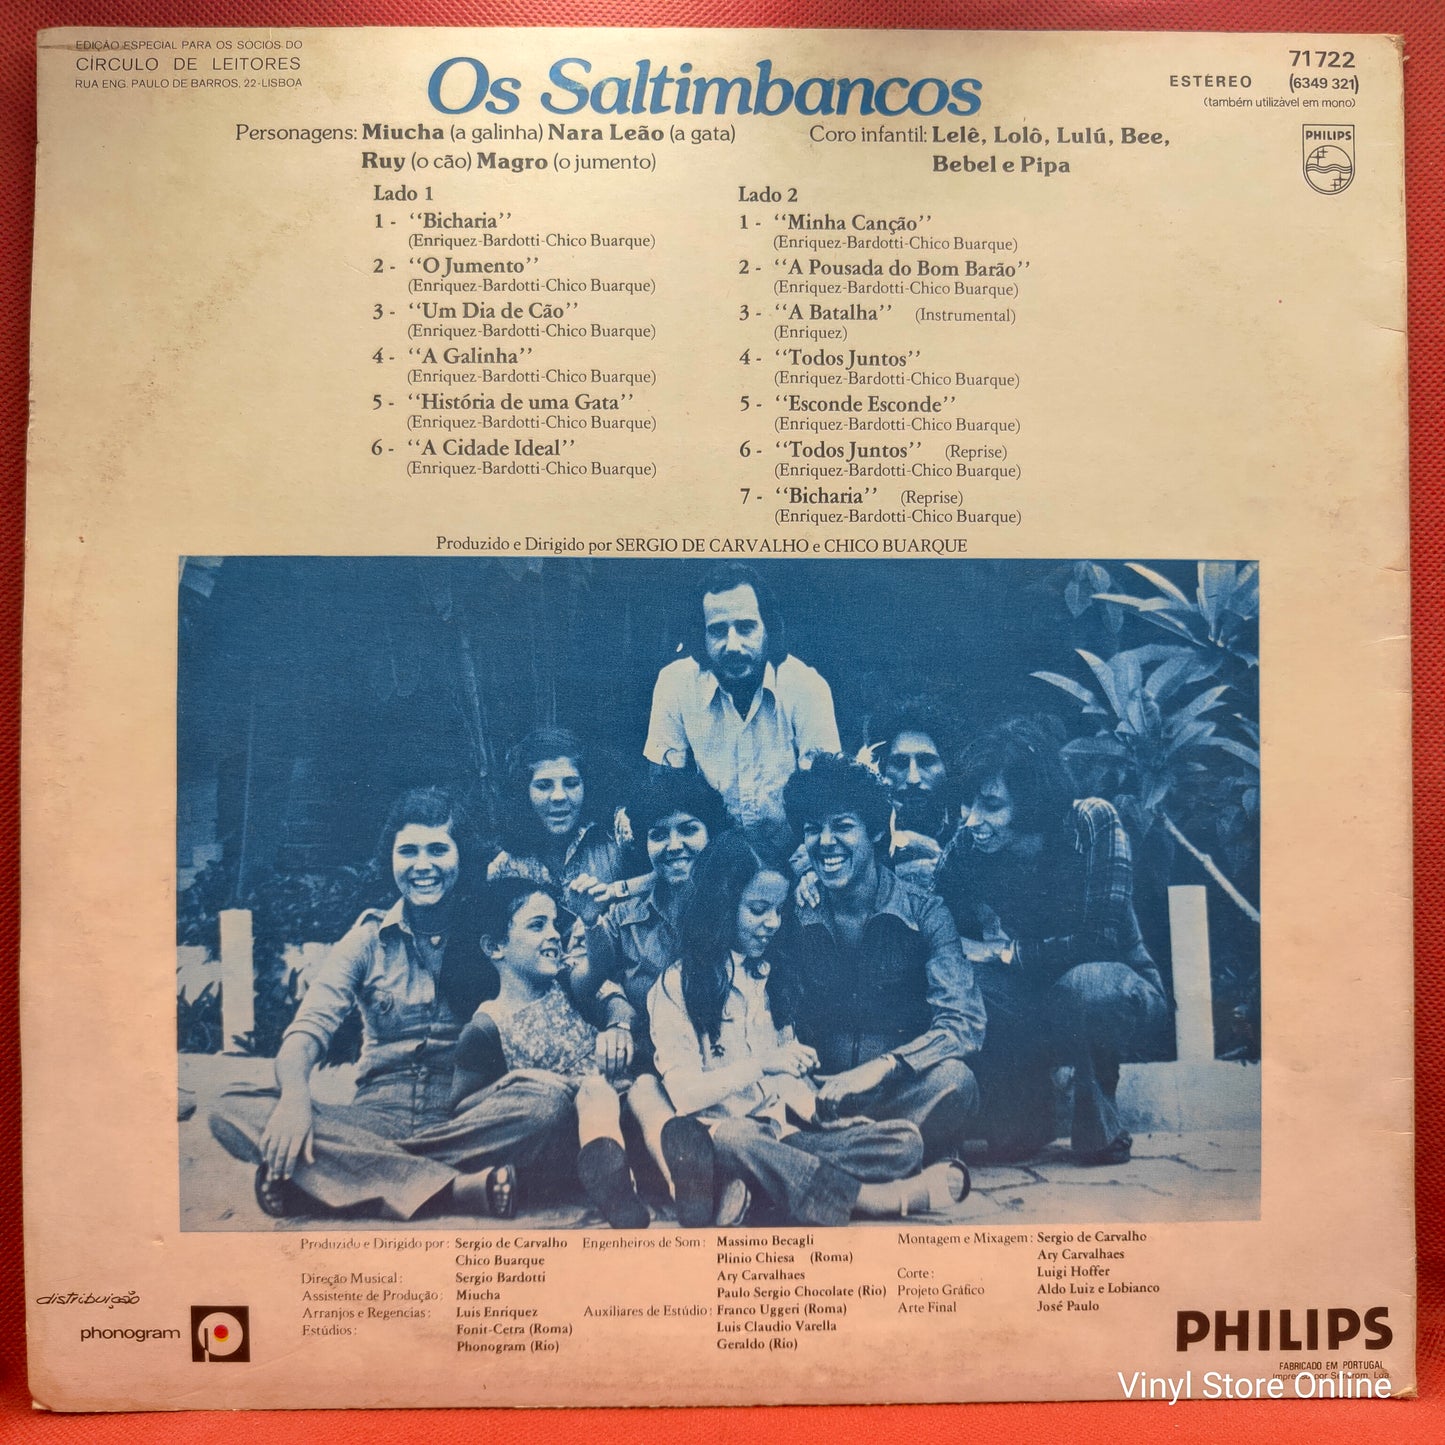 EDIÇÃO ESPECIAL PARA OS SÓCIOS DO
CÍRCULO DE LEITORES
RUA ENG. PAULO DE BARROS, 22-LISBOA
Os Saltimbancos
71 722
ESTÉREO (6349 321)
(também utilizável em mono)
PHILIPS
Personagens: Miucha (a galinha) Nara Leão (a gata)
Ruy (o cão) Magro (o jumento)
Coro infantil: Lelê, Lolô, Lulú, Bee,
Bebel e Pipa
Lado 1
1 - "Bicharia"
(Enriquez-Bardotti-Chico Buarque)
2 - "O Jumento"
(Enriquez-Bardotti-Chico Buarque)
3 - "Um Dia de Cão"
(Enriquez-Bardotti-Chico Buarque)
4 - "A Galinha"
(Enriquez-Bardotti-Chico Buarque)
5 - "História de uma Gata"
(Enriquez-Bardotti-Chico Buarque)
6 - "A Cidade Ideal"
(Enriquez-Bardotti-Chico Buarque)
Lado 2
1 - "Minha Canção"
(Enriquez-Bardotti-Chico Buarque)
2 - "A Pousada do Bom Barão"
(Enriquez-Bardotti-Chico Buarque)
3 - "A Batalha" (Instrumental)
(Enriquez)
4 - "Todos Juntos"
(Enriquez-Bardotti-Chico Buarque)
5 - "Esconde Esconde"
(Enriquez-Bardotti-Chico Buarque)
6 - "Todos Juntos" (Reprise)
(Enriquez-Bardotti-Chico Buarque)
7 - "Bicharia" (Reprise)
(Enriquez-Bardotti-Chico Buarque)
Produzido e Dirigido por SERGIO DE CARVALHO e CHICO BUARQUE
Produzido e Dirigido por: Sergio de Carvalho
Chico Buarque
Direção Musical: Sergio Bardotti
Assistente de Produção: Miucha
Arranjos e Regencias: Luis Enriquez
Estúdios: Fonit-Cetra (Roma)
Phonogram (Rio)
Engenheiros de Som: Massimo Becagli
Plinio Chiesa (Roma)
Ary Carvalhaes
Paulo Sergio Chocolate (Rio)
Auxiliares de Estúdio: Franco Uggeri (Roma)
Luis Claudio Varella
Geraldo (Rio)
Montagem e Mixagem: Sergio de Carvalho
Ary Carvalhaes
Corte: Luigi Hoffer
Projeto Gráfico Aldo Luiz e Lobianco
Arte Final José Paulo
distribuição
phonogram
PHILIPS
FABRICADO EM PORTUGAL
Impresso por
Vinyl Store Online